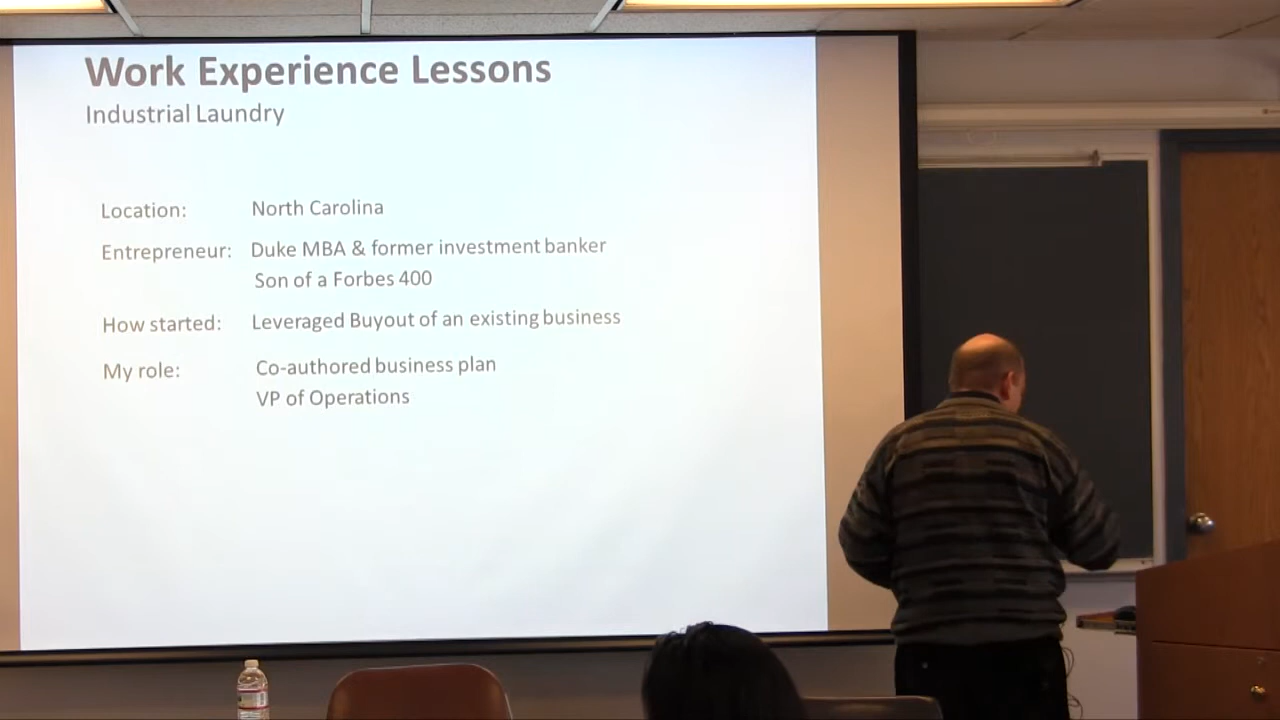 Work Experience Lessons
Industrial Laundry
Location: North Carolina
Entrepreneur: Duke MBA & former investment banker
Son of a Forbes 400
How started: Leveraged Buyout of an existing business
My role: Co-authored business plan
VP of Operations